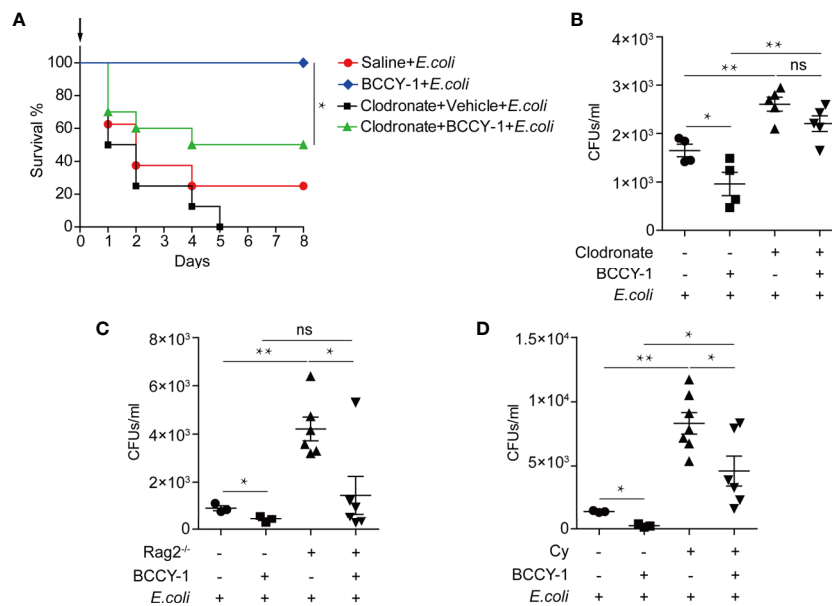 A
Survival %
100
80
60
40
20
0
0 1 2 3 4 5 6 7 8
Days
Saline+E.coli
BCCY-1+E.coli
Clodronate+Vehicle+E.coli
Clodronate+BCCY-1+E.coli
*
B
CFUs/ml
4×10³
3×10³
2×10³
1×10³
0
**
** ns
*
Clodronate - - + +
BCCY-1 - + - +
E.coli + + + +
C
CFUs/ml
8×10³
6×10³
4×10³
2×10³
0
ns
** *
*
Rag2-/- - - + +
BCCY-1 - + - +
E.coli + + + +
D
CFUs/ml
1.5×10⁴
1×10⁴
5×10³
0
*
** *
*
Cy - - + +
BCCY-1 - + - +
E.coli + + + +